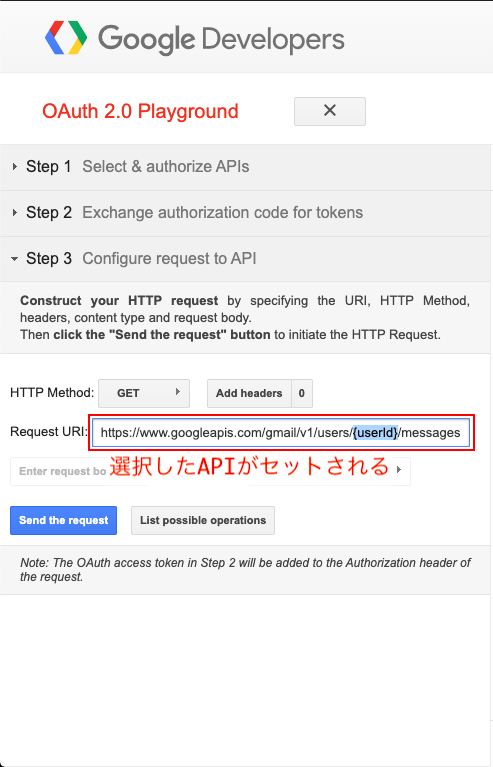 Google Developers
OAuth 2.0 Playground
Step 1 Select & authorize APIs
Step 2 Exchange authorization code for tokens
Step 3 Configure request to API
Construct your HTTP request by specifying the URI, HTTP Method,
headers, content type and request body.
Then click the "Send the request" button to initiate the HTTP Request.
HTTP Method: GET Add headers 0
Request URI: https://www.googleapis.com/gmail/v1/users/{userId}/messages
Enter request bo 選択したAPIがセットされる
Send the request List possible operations
Note: The OAuth access token in Step 2 will be added to the Authorization header of
the request.